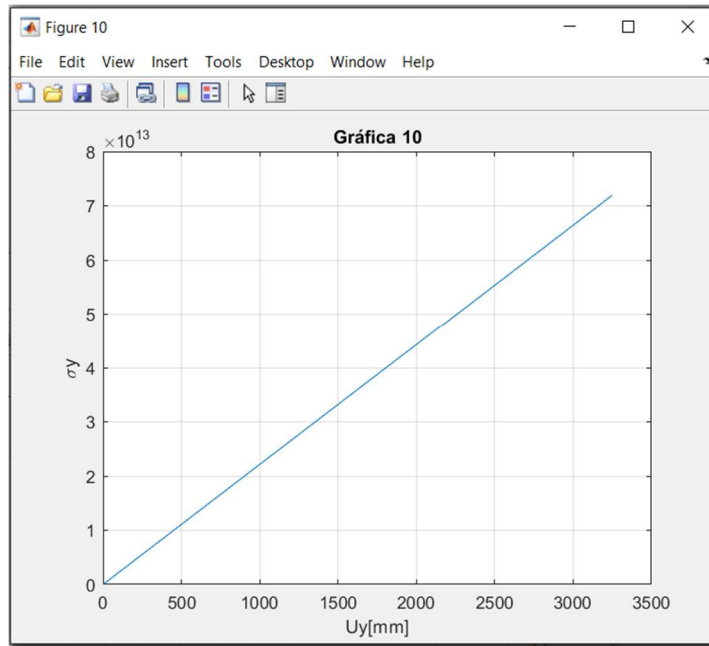 Figure 10
File Edit View Insert Tools Desktop Window Help
Gráfica 10
×10^13
8
7
6
5
4
3
2
1
0
σy
0 500 1000 1500 2000 2500 3000 3500
Uy[mm]